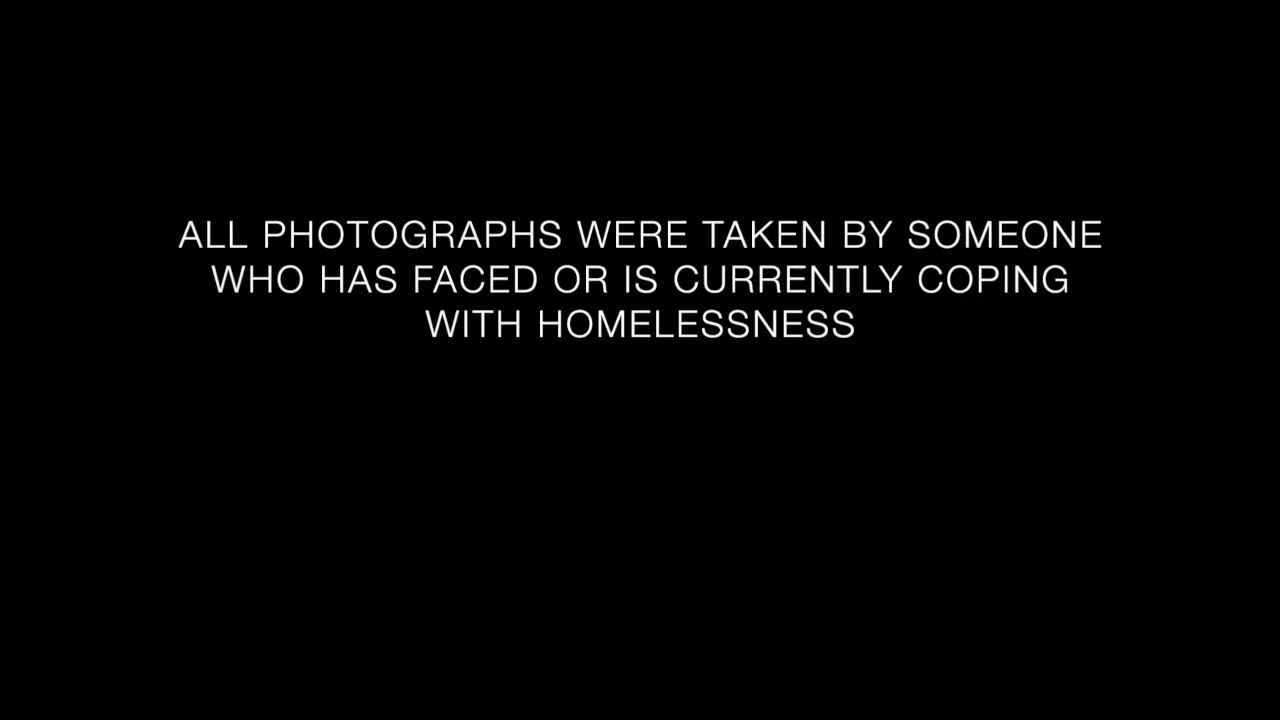 ALL PHOTOGRAPHS WERE TAKEN BY SOMEONE
WHO HAS FACED OR IS CURRENTLY COPING
WITH HOMELESSNESS